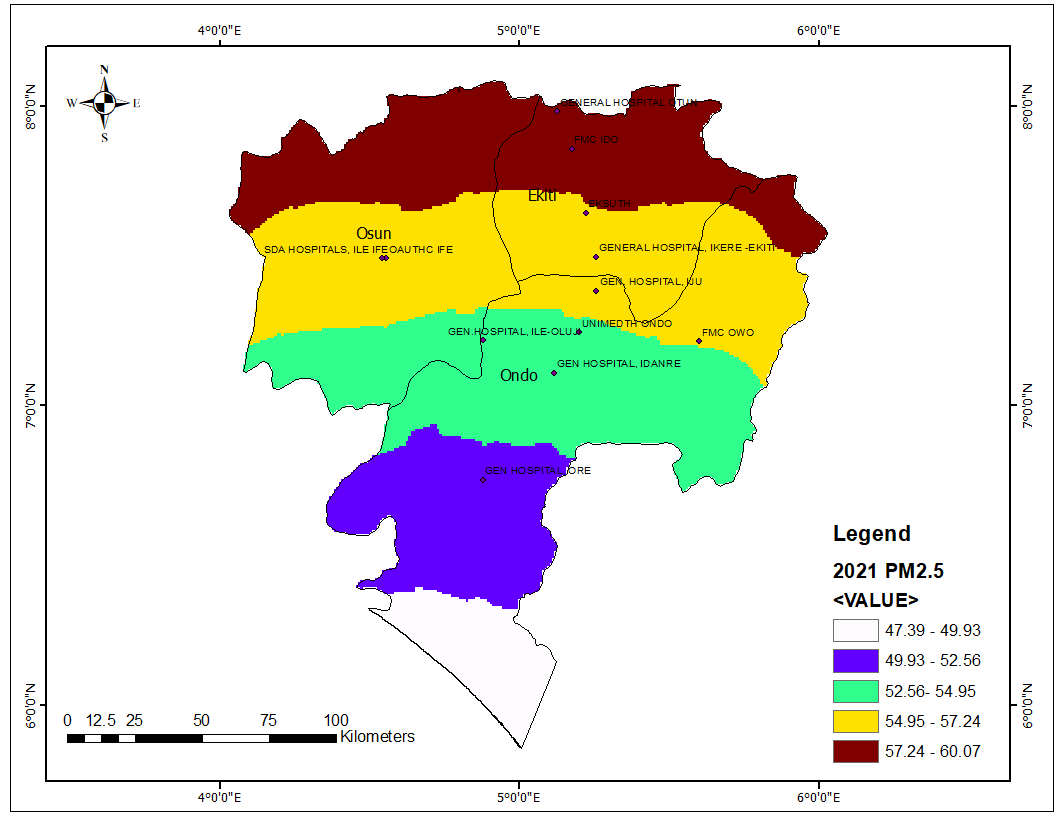 4°0'0"E 5°0'0"E 6°0'0"E
N
W E
S
8°0'0"N 8°0'0"N
GENERAL HOSPITAL OTUN
FMC IDO
Ekiti
EKSUTH
Osun
SDA HOSPITALS, ILE IFEOAUTHC IFE
GENERAL HOSPITAL, IKERE -EKITI
GEN, HOSPITAL, IJU
UNIMEDTH ONDO
GEN.HOSPITAL, ILE-OLUJI
FMC OWO
GEN HOSPITAL, IDANRE
Ondo
7°0'0"N 7°0'0"N
GEN HOSPITAL, ORE
Legend
2021 PM2.5
<VALUE>
47.39 - 49.93
49.93 - 52.56
52.56- 54.95
54.95 - 57.24
57.24 - 60.07
6°0'0"N 6°0'0"N
0 12.5 25 50 75 100
Kilometers
4°0'0"E 5°0'0"E 6°0'0"E